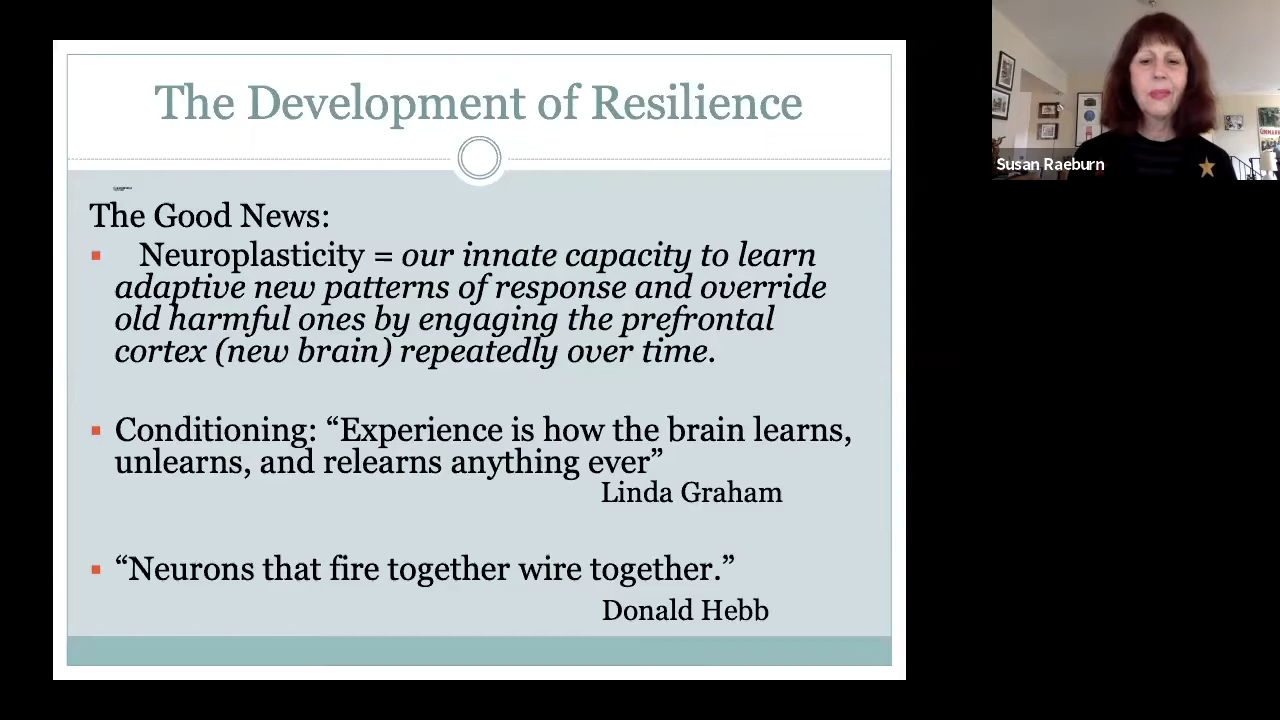 The Development of Resilience
The Good News:
Neuroplasticity = our innate capacity to learn
adaptive new patterns of response and override
old harmful ones by engaging the prefrontal
cortex (new brain) repeatedly over time.
Conditioning: “Experience is how the brain learns,
unlearns, and relearns anything ever”
Linda Graham
“Neurons that fire together wire together.”
Donald Hebb
Susan Raeburn